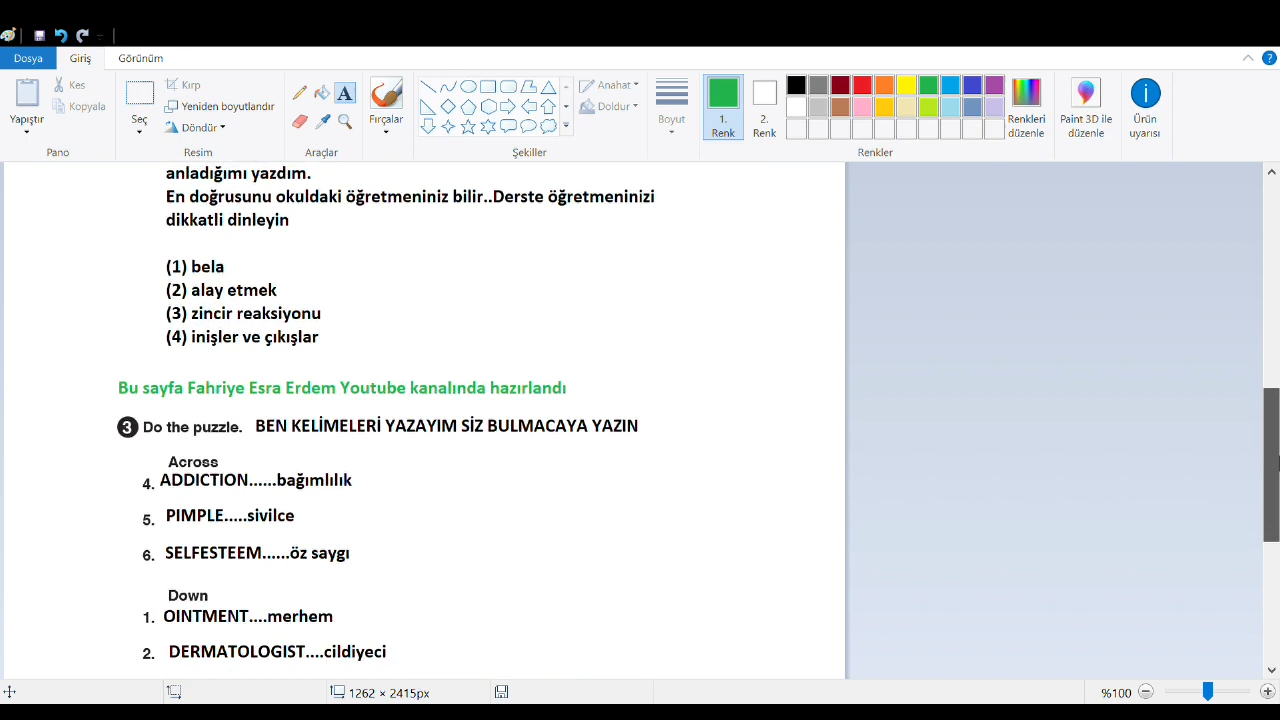 Dosya
Giriş
Görünüm
Yapıştır
Kes
Kopyala
Pano
Seç
Kırp
Yeniden boyutlandır
Döndür
Resim
A
Araçlar
Fırçalar
Şekiller
Anahat
Doldur
Boyut
1.
Renk
2.
Renk
Renkleri
düzenle
Renkler
Paint 3D ile
düzenle
Ürün
uyarısı
anladığımı yazdım.
En doğrusunu okuldaki öğretmeniniz bilir..Derste öğretmeninizi
dikkatli dinleyin
(1) bela
(2) alay etmek
(3) zincir reaksiyonu
(4) inişler ve çıkışlar
Bu sayfa Fahriye Esra Erdem Youtube kanalında hazırlandı
3 Do the puzzle. BEN KELİMELERİ YAZAYIM SİZ BULMACAYA YAZIN
Across
4. ADDICTION......bağımlılık
5. PIMPLE.....sivilce
6. SELFESTEEM......öz saygı
Down
1. OINTMENT....merhem
2. DERMATOLOGIST....cildiyeci
1262 × 2415px
%100